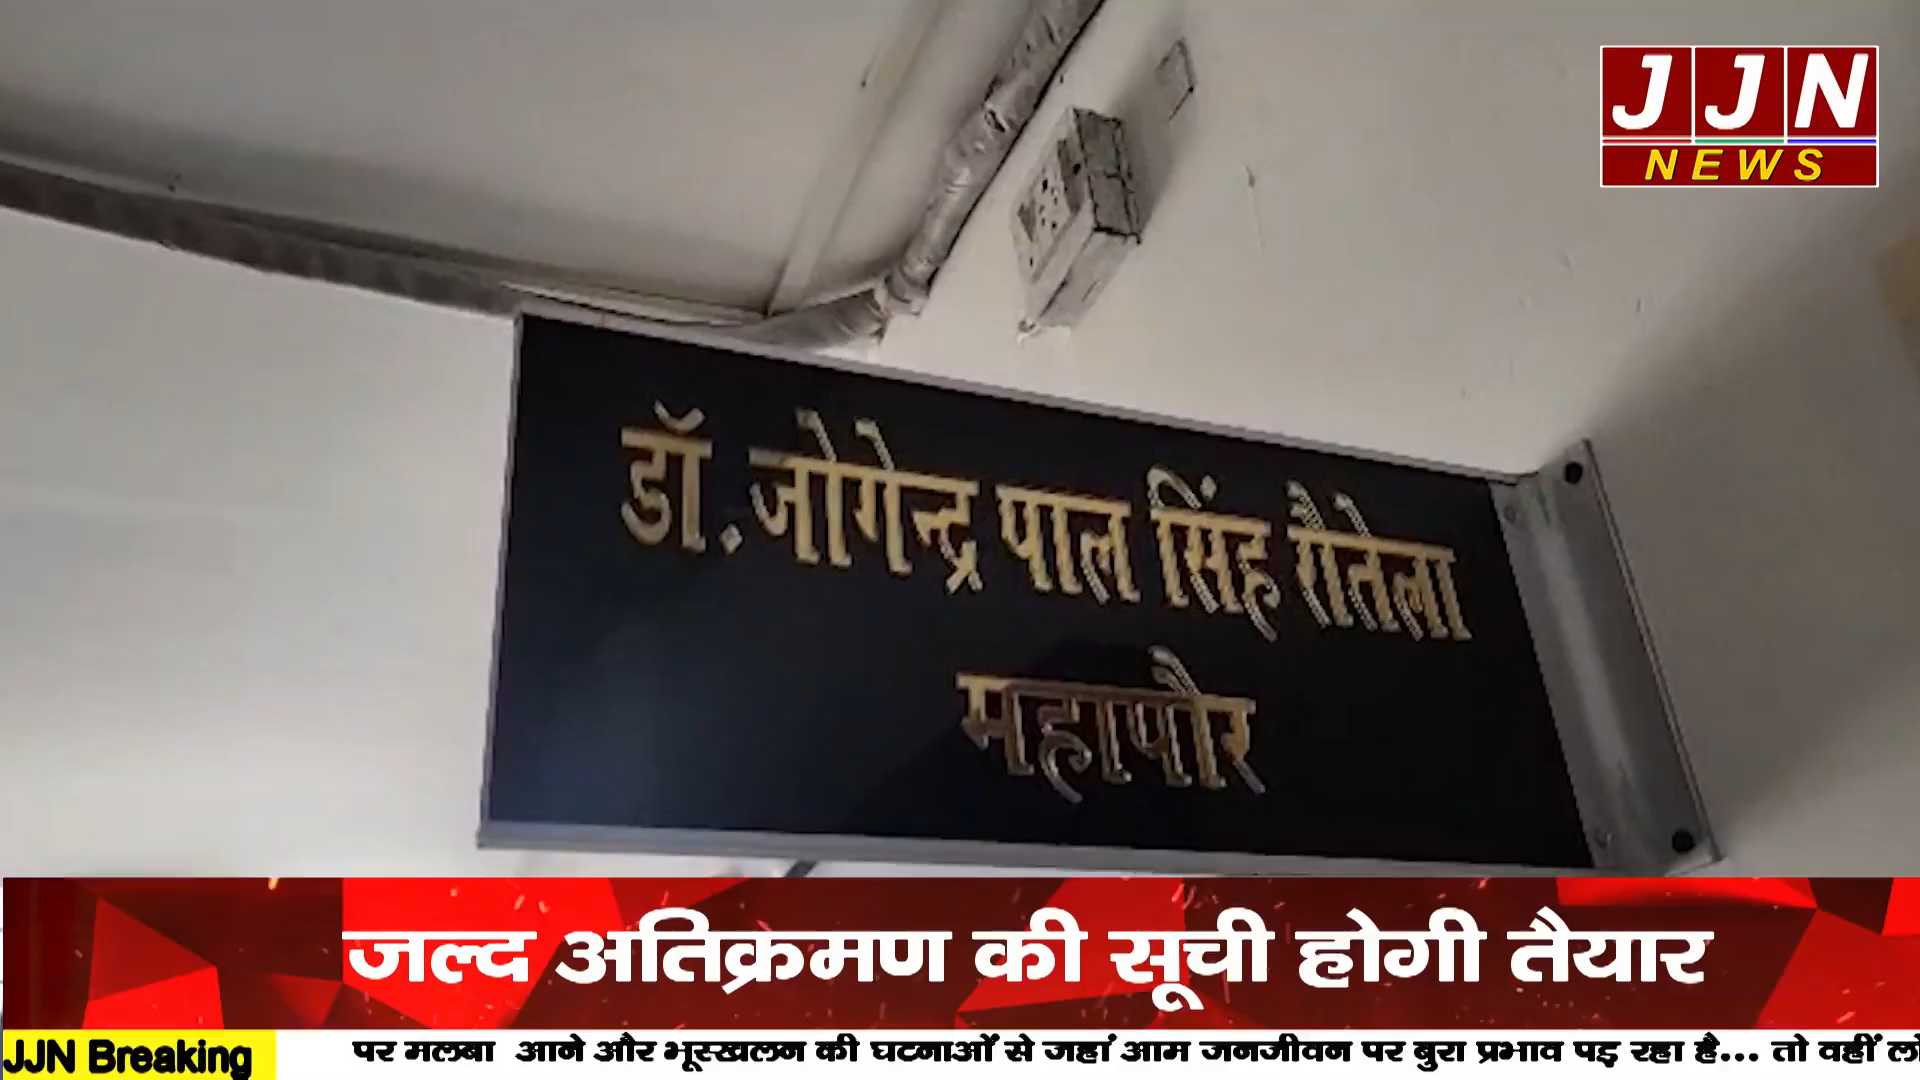 JJN
NEWS
डॉ. जोगेन्द्र पाल सिंह रौतेला
महापौर
जल्द अतिक्रमण की सूची होगी तैयार
JJN Breaking
पर मलबा आने और भूस्खलन की घटनाओं से जहां आम जनजीवन पर बुरा प्रभाव पड़ रहा है... तो वहीं